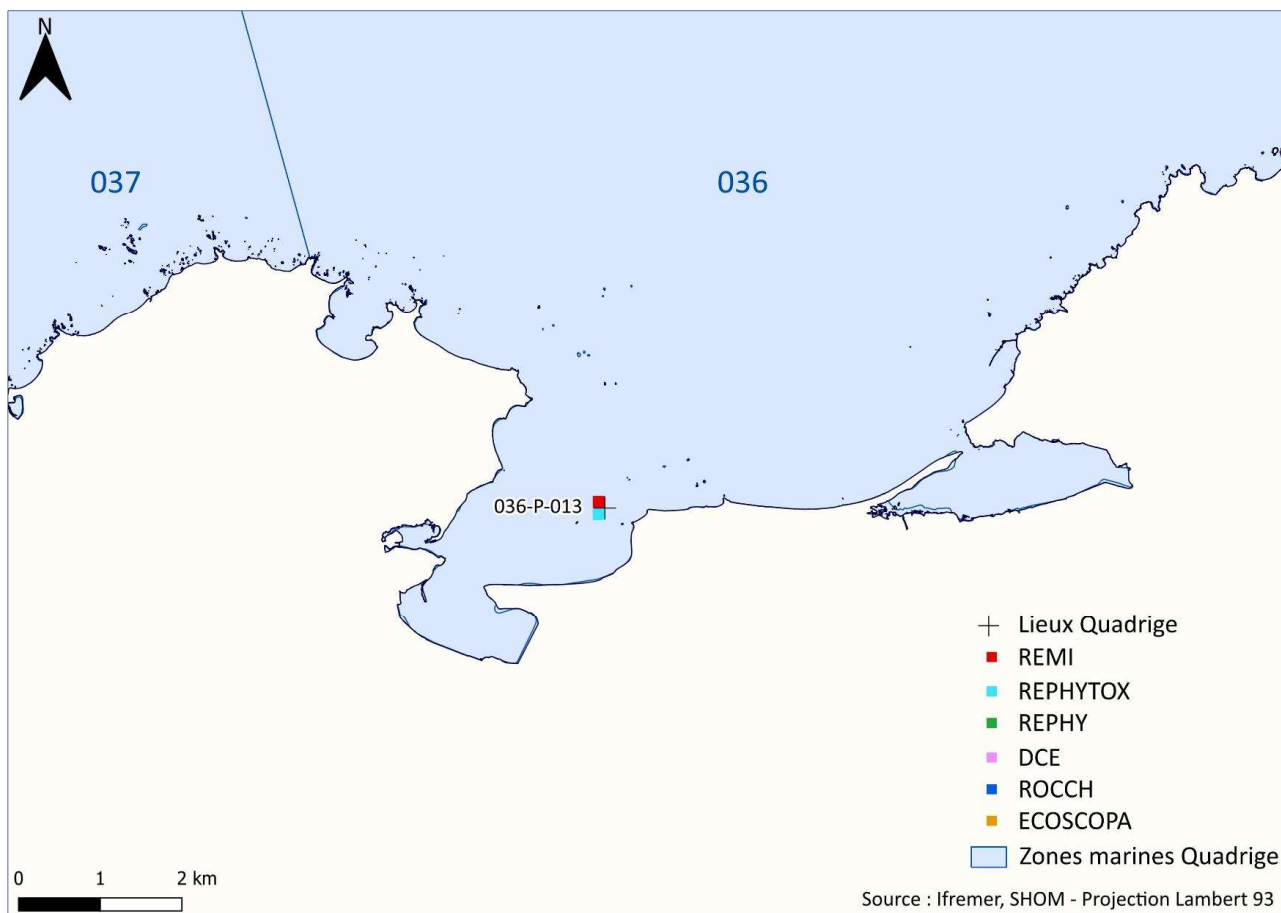 N
037
036
036-P-013
Lieux Quadrige
REMI
REPHYTOX
REPHY
DCE
ROCCH
ECOSCOPA
Zones marines Quadrige
0 1 2 km
Source : Ifremer, SHOM - Projection Lambert 93